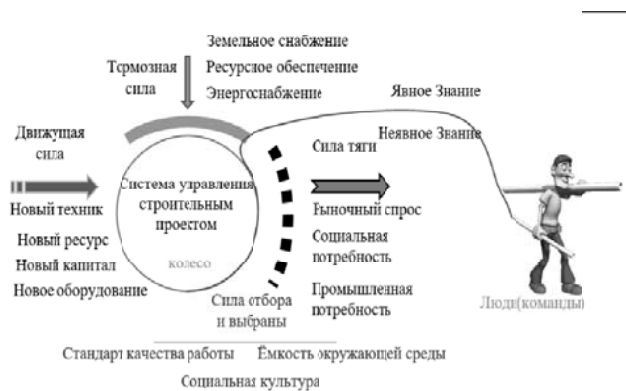 Земельное снабжение
Тормозная
сила
Ресурсное обеспечение
Энергоснабжение
Явное Знание
Неявное Знание
Движущая
сила
Сила тяги
Система управления
строительным
проестом
колесо
Новый техник
Новый ресурс
Новый капитал
Новое оборудование
Рыночный спрос
Социальная
потребность
Промышленная
потребность
Сила отбора
и выбраны
Люди(команды)
Стандарт качества работы
Ёмкость окружающей среды
Социальная культура